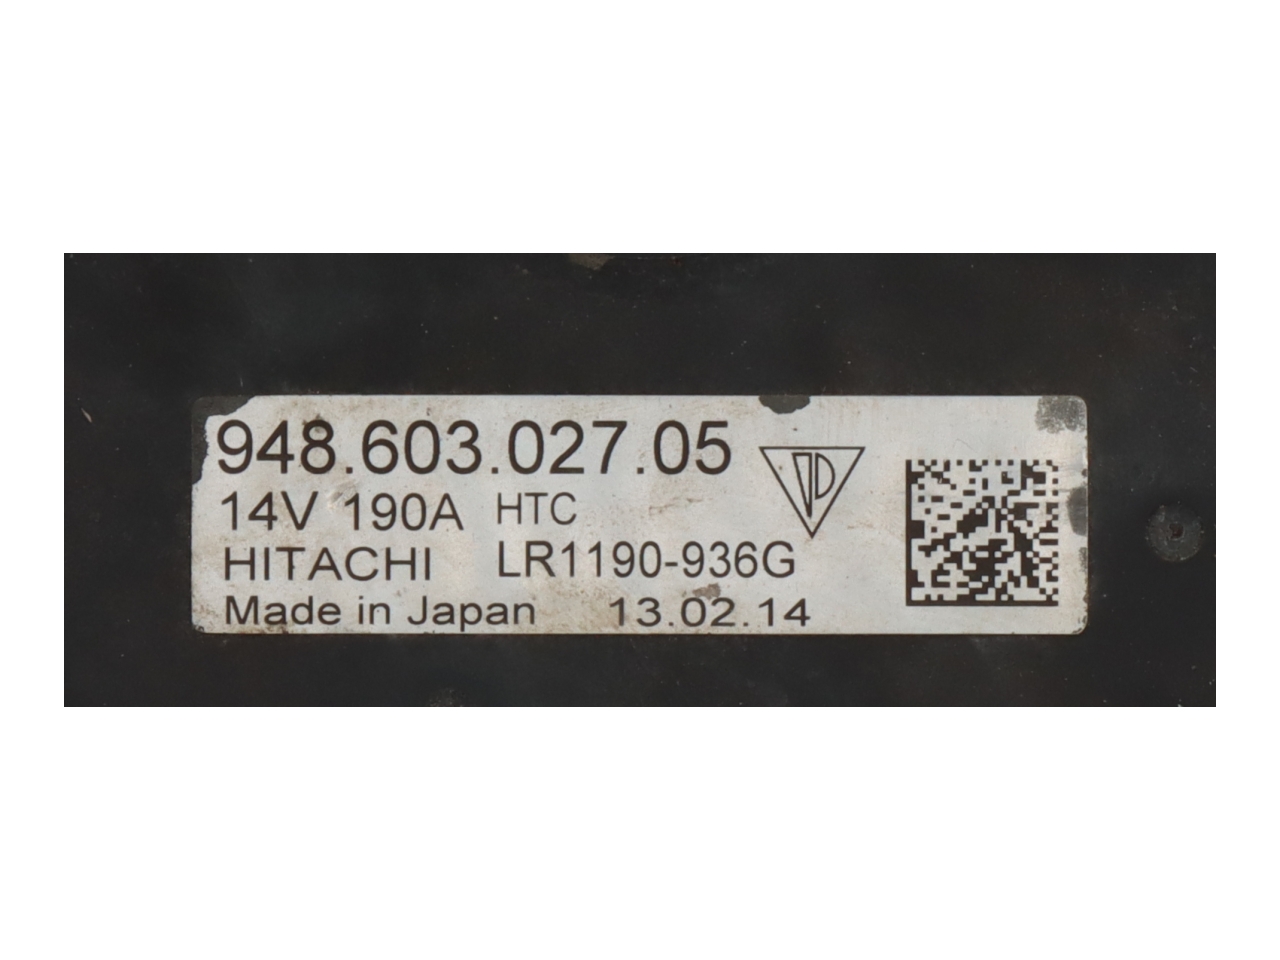 948.603.027.05
14V 190A HTC
HITACHI LR1190-936G
Made in Japan 13.02.14